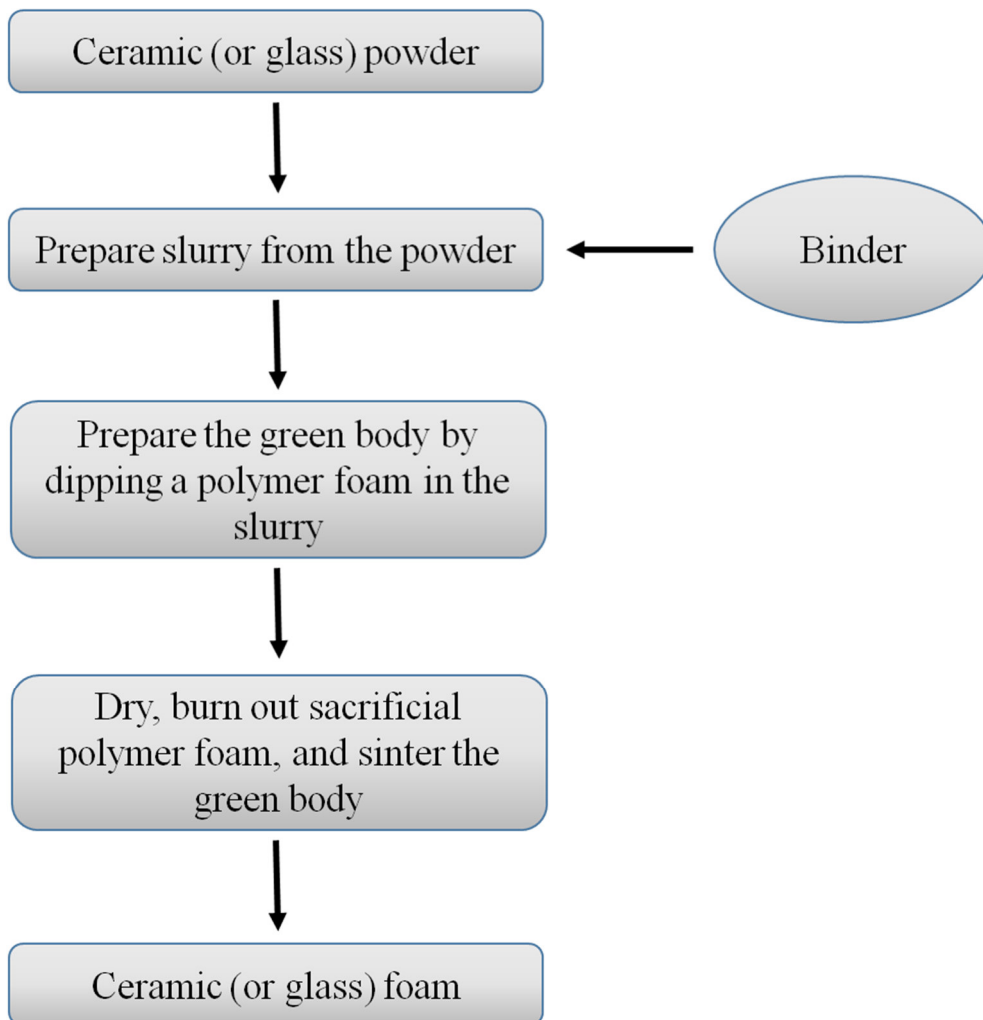 Ceramic (or glass) powder
Prepare slurry from the powder
Binder
Prepare the green body by
dipping a polymer foam in the
slurry
Dry, burn out sacrificial
polymer foam, and sinter the
green body
Ceramic (or glass) foam